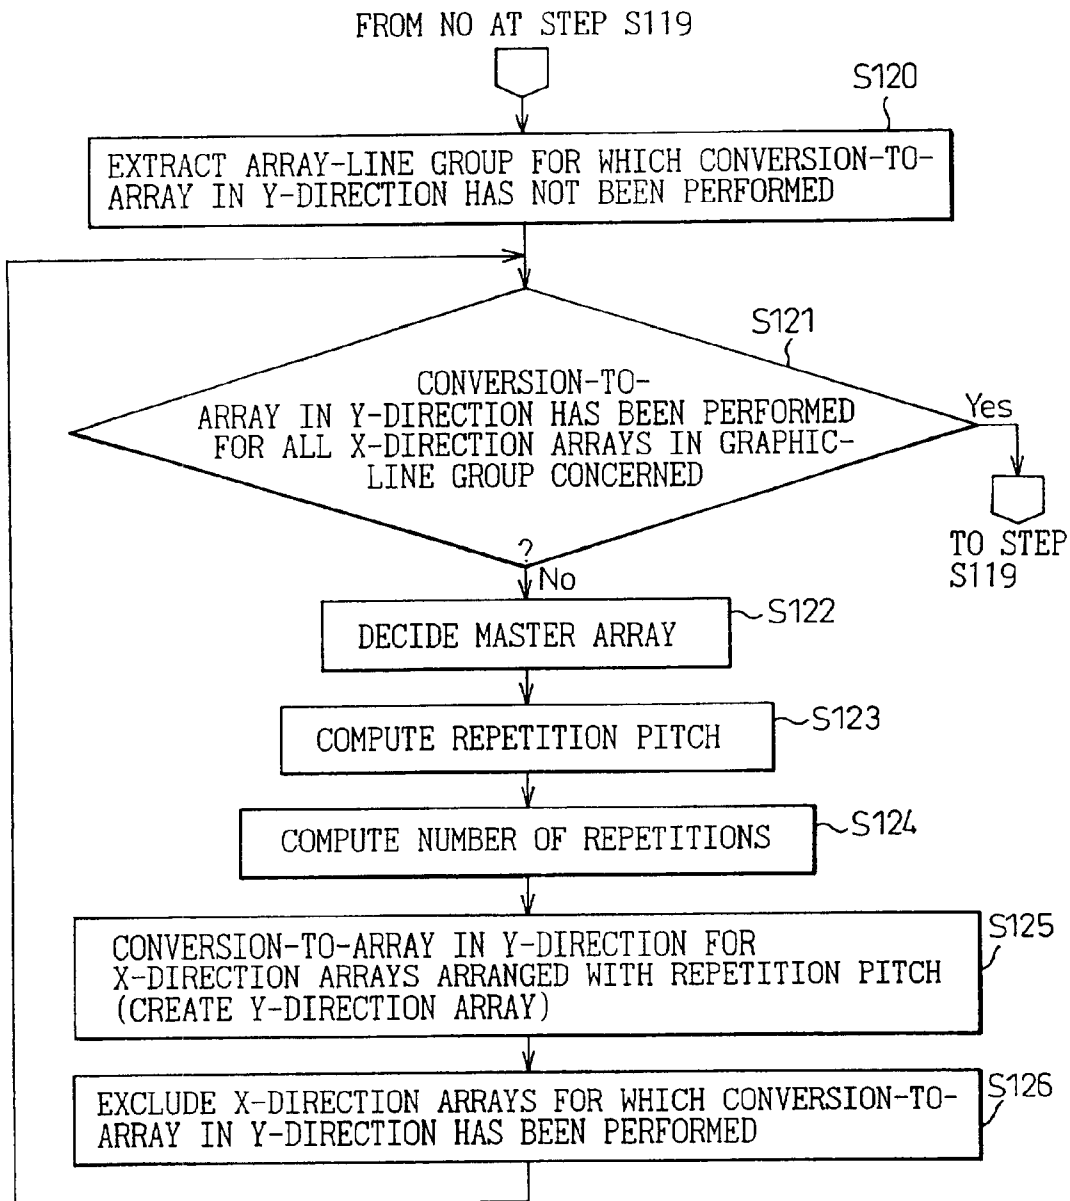 FROM NO AT STEP S119
S120
EXTRACT ARRAY-LINE GROUP FOR WHICH CONVERSION-TO-
ARRAY IN Y-DIRECTION HAS NOT BEEN PERFORMED
S121
CONVERSION-TO-
ARRAY IN Y-DIRECTION HAS BEEN PERFORMED
FOR ALL X-DIRECTION ARRAYS IN GRAPHIC-
LINE GROUP CONCERNED
?
Yes
TO STEP
S119
No
S122
DECIDE MASTER ARRAY
S123
COMPUTE REPETITION PITCH
S124
COMPUTE NUMBER OF REPETITIONS
S125
CONVERSION-TO-ARRAY IN Y-DIRECTION FOR
X-DIRECTION ARRAYS ARRANGED WITH REPETITION PITCH
(CREATE Y-DIRECTION ARRAY)
S126
EXCLUDE X-DIRECTION ARRAYS FOR WHICH CONVERSION-TO-
ARRAY IN Y-DIRECTION HAS BEEN PERFORMED